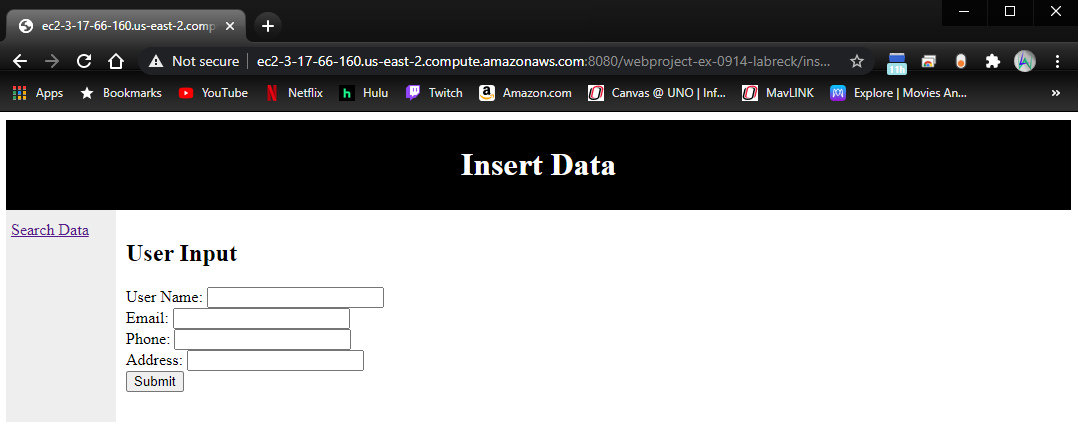 ec2-3-17-66-160.us-east-2.comp
Not secure ec2-3-17-66-160.us-east-2.compute.amazonaws.com:8080/webproject-ex-0914-labreck/ins...
11h
Apps Bookmarks YouTube Netflix Hulu Twitch Amazon.com Canvas @ UNO | Inf... MavLINK Explore | Movies An... »
Insert Data
Search Data
User Input
User Name:
Email:
Phone:
Address:
Submit